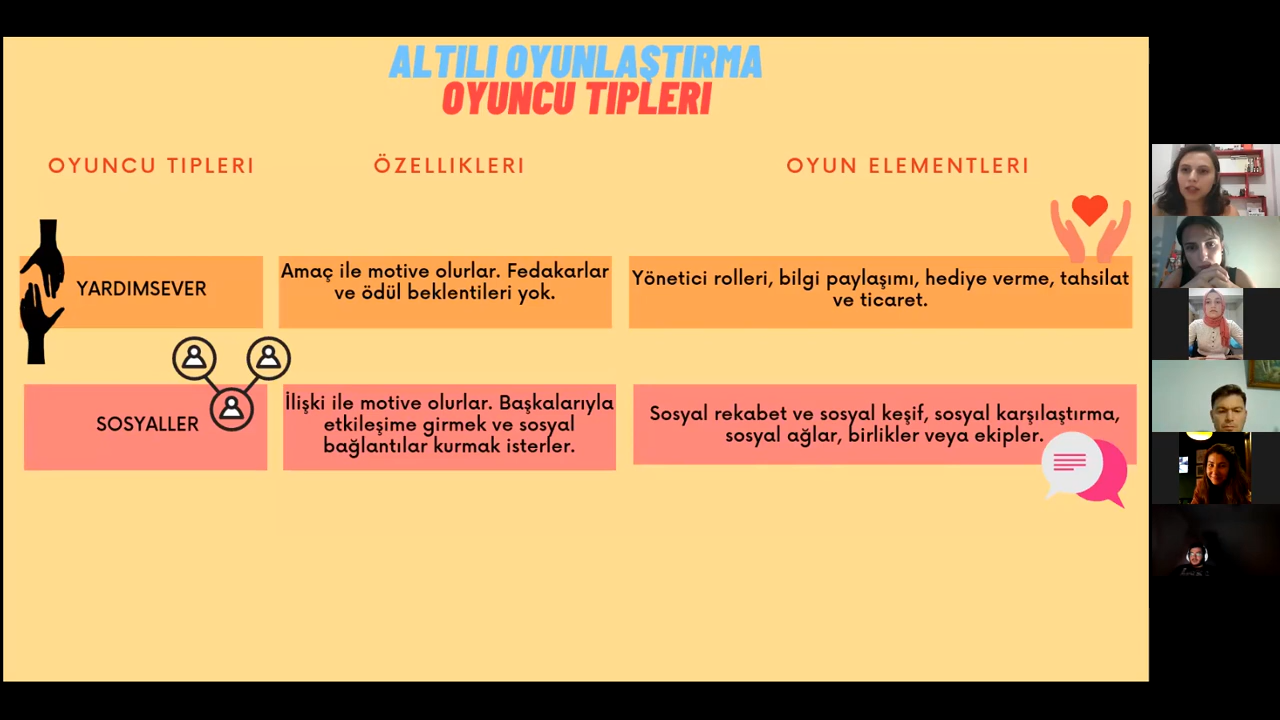 ALTILI OYUNLAŞTIRMA
OYUNCU TIPLERI
OYUNCU TIPLERI
ÖZELLIKLERI
OYUN ELEMENTLERI
YARDIMSEVER
Amaç ile motive olurlar. Fedakarlar
ve ödül beklentileri yok.
Yönetici rolleri, bilgi paylaşımı, hediye verme, tahsilat
ve ticaret.
SOSYALLER
İlişki ile motive olurlar. Başkalarıyla
etkileşime girmek ve sosyal
bağlantılar kurmak isterler.
Sosyal rekabet ve sosyal keşif, sosyal karşılaştırma,
sosyal ağlar, birlikler veya ekipler.